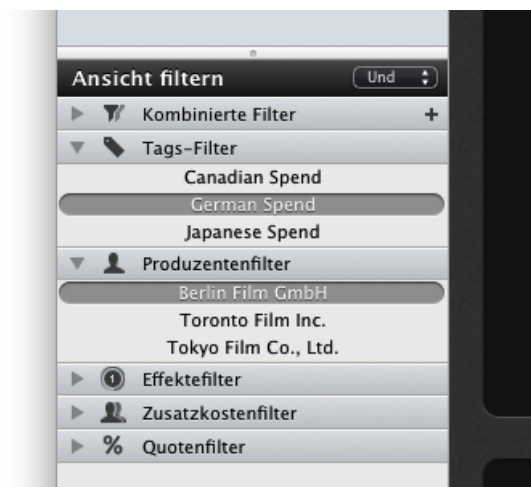 Ansicht filtern Und
Kombinierte Filter +
Tags-Filter
Canadian Spend
German Spend
Japanese Spend
Produzentenfilter
Berlin Film GmbH
Toronto Film Inc.
Tokyo Film Co., Ltd.
1 Effektefilter
Zusatzkostenfilter
% Quotenfilter